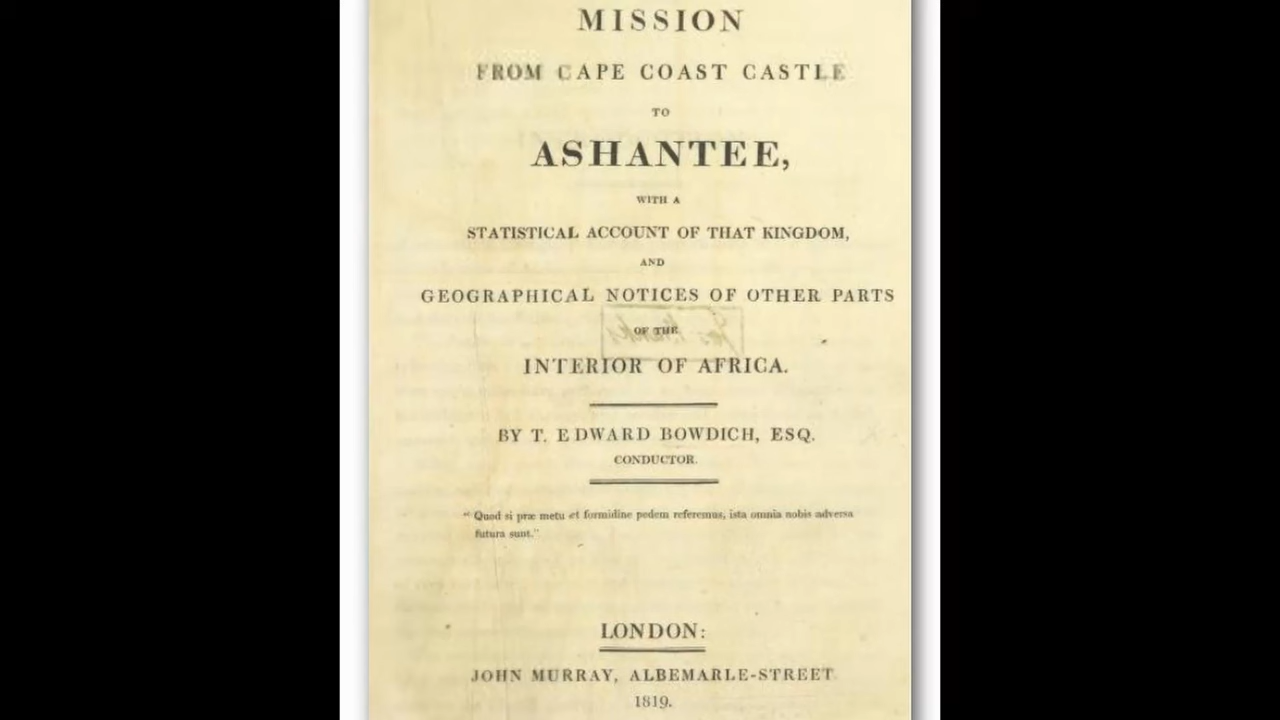 MISSION
FROM CAPE COAST CASTLE
TO
ASHANTEE,
WITH A
STATISTICAL ACCOUNT OF THAT KINGDOM,
AND
GEOGRAPHICAL NOTICES OF OTHER PARTS
OF THE
INTERIOR OF AFRICA.
BY T. EDWARD BOWDICH, ESQ.
CONDUCTOR.
"Quod si præ metu et formidine pedem referemus, ista omnia nobis adversa
futura sunt."
LONDON:
JOHN MURRAY, ALBEMARLE-STREET
1819.